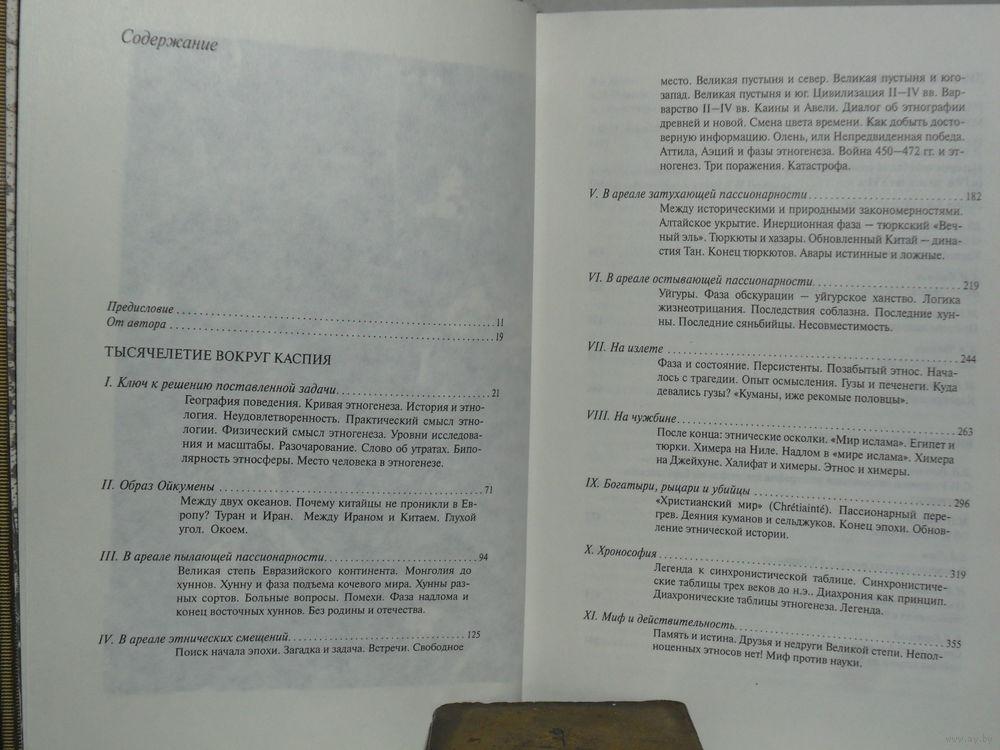 Содержание
Предисловие 11
От автора 19
ТЫСЯЧЕЛЕТИЕ ВОКРУГ КАСПИЯ
I. Ключ к решению поставленной задачи 21
География поведения. Кривая этногенеза. История и этно-
логия. Неудовлетворенность. Практический смысл этно-
логии. Физический смысл этногенеза. Уровни исследова-
ния и масштабы. Разочарование. Слово об утратах. Бипо-
лярность этносферы. Место человека в этногенезе.
II. Образ Ойкумены 71
Между двух океанов. Почему китайцы не проникли в Ев-
ропу? Туран и Иран. Между Ираном и Китаем. Глухой
угол. Окоем.
III. В ареале пылающей пассионарности 94
Великая степь Евразийского континента. Монголия до
хуннов. Хунну и фаза подъема кочевого мира. Хунны раз-
ных сортов. Больные вопросы. Помехи. Фаза надлома и
конец восточных хуннов. Без родины и отечества.
IV. В ареале этнических смещений 125
Поиск начала эпохи. Загадка и задача. Встречи. Свободное
место. Великая пустыня и север. Великая пустыня и юго-
запад. Великая пустыня и юг. Цивилизация II—IV вв. Вар-
варство II—IV вв. Каины и Авели. Диалог об этнографии
древней и новой. Смена цвета времени. Как добыть досто-
верную информацию. Олень, или Непредвиденная победа.
Аттила, Аэций и фазы этногенеза. Война 450—472 гг. и эт-
ногенез. Три поражения. Катастрофа.
V. В ареале затухающей пассионарности 182
Между историческими и природными закономерностями.
Алтайское укрытие. Инерционная фаза — тюркский «Веч-
ный эль». Тюркюты и хазары. Обновленный Китай — дина-
стия Тан. Конец тюркютов. Авары истинные и ложные.
VI. В ареале остывающей пассионарности 219
Уйгуры. Фаза обскурации — уйгурское ханство. Логика
жизнеотрицания. Последствия соблазна. Последние хун-
ны. Последние сяньбийцы. Несовместимость.
VII. На излете 244
Фаза и состояние. Персистенты. Позабытый этнос. Нача-
лось с трагедии. Опыт осмысления. Гузы и печенеги. Куда
девались гузы? «Куманы, иже рекомые половцы».
VIII. На чужбине 263
После конца: этнические осколки. «Мир ислама». Египет и
тюрки. Химера на Ниле. Надлом в «мире ислама». Химера
на Джейхуне. Халифат и химеры. Этнос и химеры.
IX. Богатыри, рыцари и убийцы 296
«Христианский мир» (Chrétiainté). Пассионарный пере-
грев. Деяния куманов и сельджуков. Конец эпохи. Обнов-
ление этнической истории.
X. Хронософия 319
Легенда к синхронистической таблице. Синхронистиче-
ские таблицы трех веков до н.э.. Диахрония как принцип.
Диахронические таблицы этногенеза. Легенда.
XI. Миф и действительность 355
Память и истина. Друзья и недруги Великой степи. Непол-
ноценных этносов нет! Миф против науки.
www.ay.by